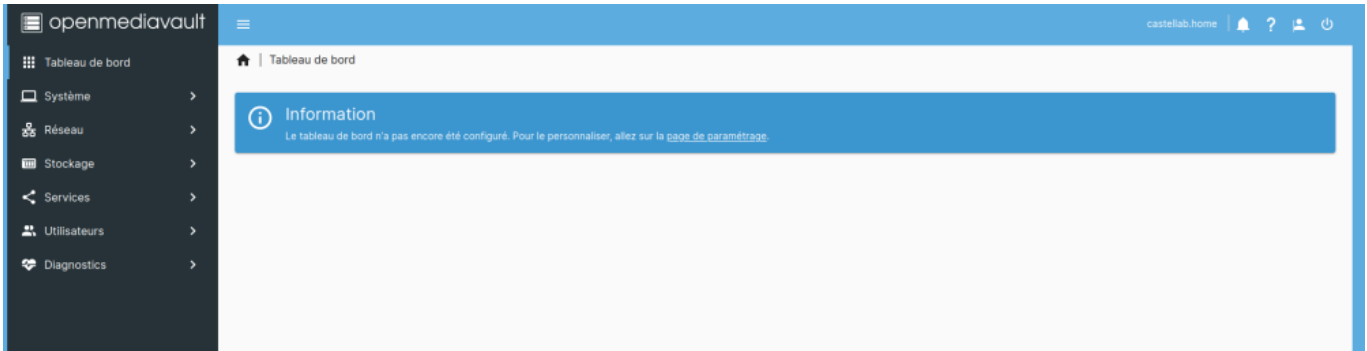 openmediavault
castellab.home
Tableau de bord
Tableau de bord
Système
Réseau
Stockage
Services
Utilisateurs
Diagnostics
Information
Le tableau de bord n'a pas encore été configuré. Pour le personnaliser, allez sur la page de paramétrage.